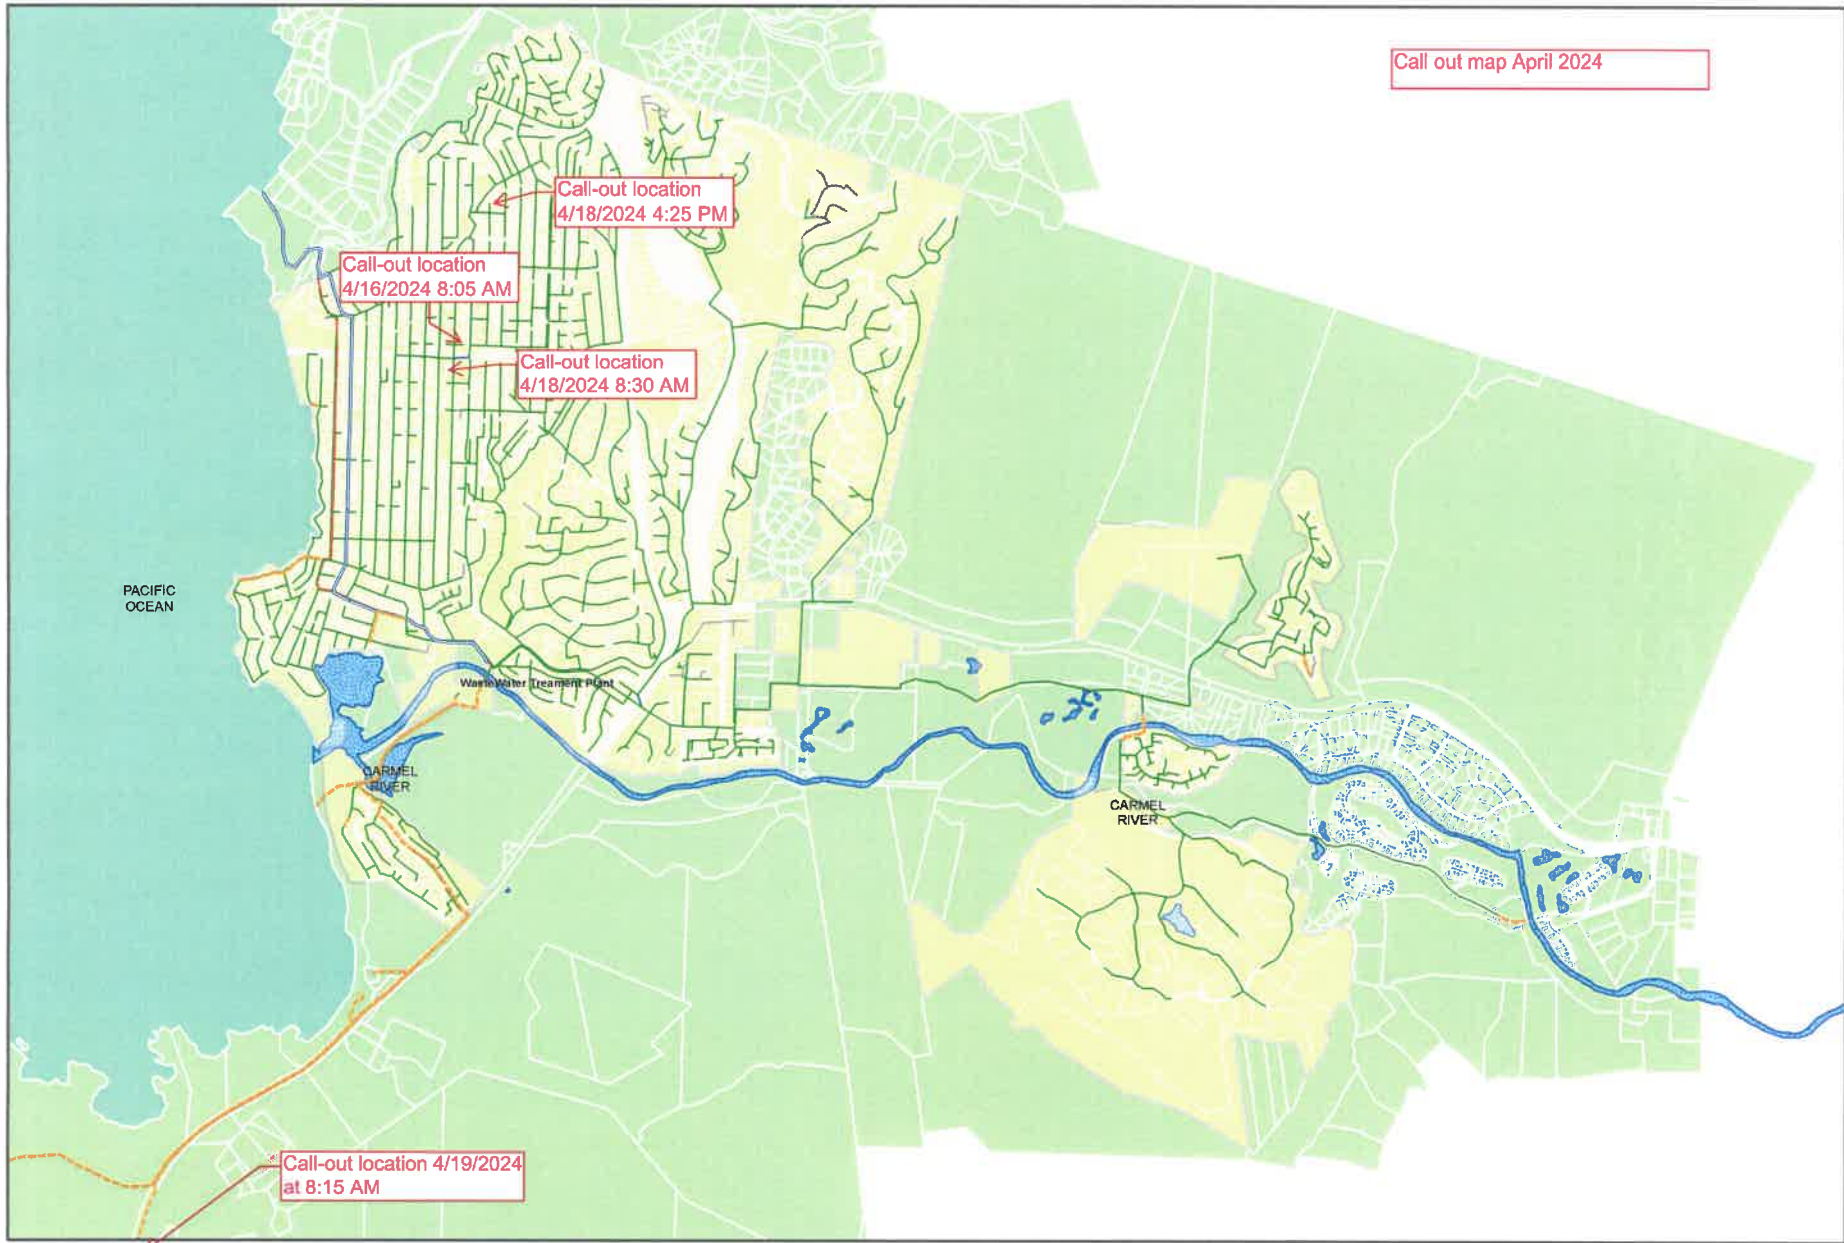 Call out map April 2024
Call-out location
4/18/2024 4:25 PM
Call-out location
4/16/2024 8:05 AM
Call-out location
4/18/2024 8:30 AM
PACIFIC
OCEAN
WasteWater Treament Plant
CARMEL
RIVER
CARMEL
RIVER
Call-out location 4/19/2024
at 8:15 AM